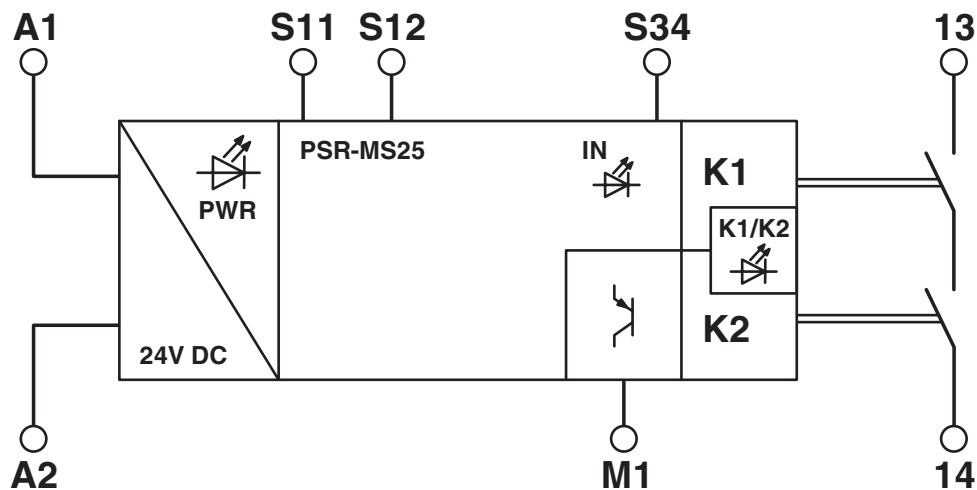 A1 S11 S12 S34 13
PSR-MS25 IN
PWR
K1
K1/K2
K2
24V DC
A2 M1 14